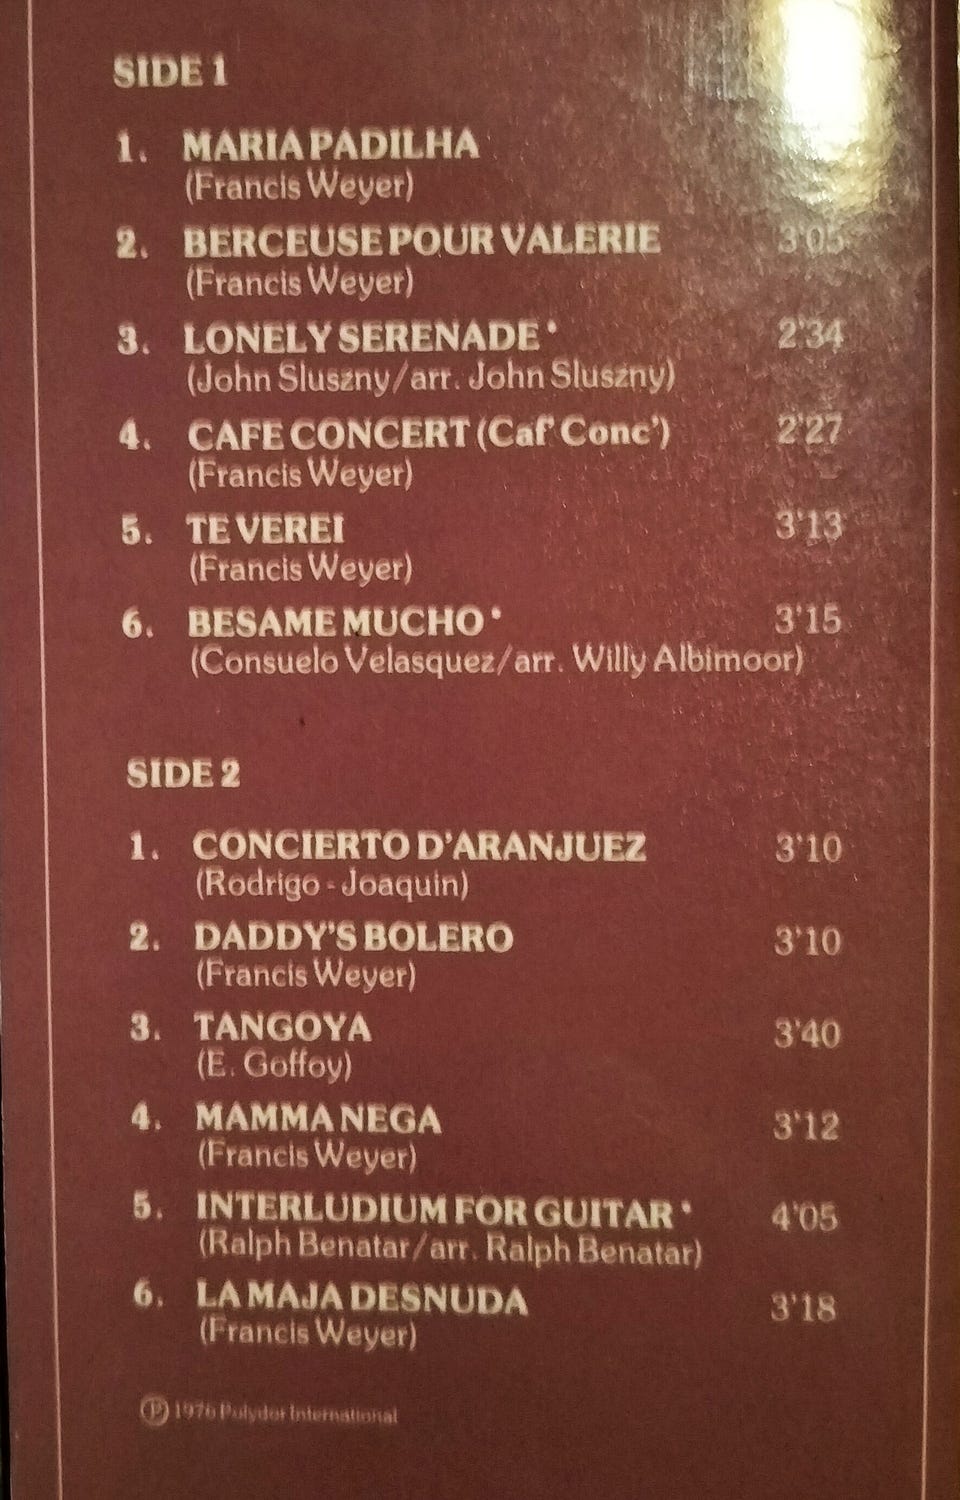 SIDE 1
1. MARIA PADILHA
(Francis Weyer)
2. BERCEUSE POUR VALERIE 3'05
(Francis Weyer)
3. LONELY SERENADE* 2'34
(John Sluszny/arr. John Sluszny)
4. CAFE CONCERT (Caf' Conc') 2'27
(Francis Weyer)
5. TE VEREI 3'13
(Francis Weyer)
6. BESAME MUCHO* 3'15
(Consuelo Velasquez/arr. Willy Albimoor)
SIDE 2
1. CONCIERTO D'ARANJUEZ 3'10
(Rodrigo - Joaquin)
2. DADDY'S BOLERO 3'10
(Francis Weyer)
3. TANGOYA 3'40
(E. Goffoy)
4. MAMMA NEGA 3'12
(Francis Weyer)
5. INTERLUDIUM FOR GUITAR* 4'05
(Ralph Benatar/arr. Ralph Benatar)
6. LA MAJA DESNUDA 3'18
(Francis Weyer)
℗ 1976 Polydor International